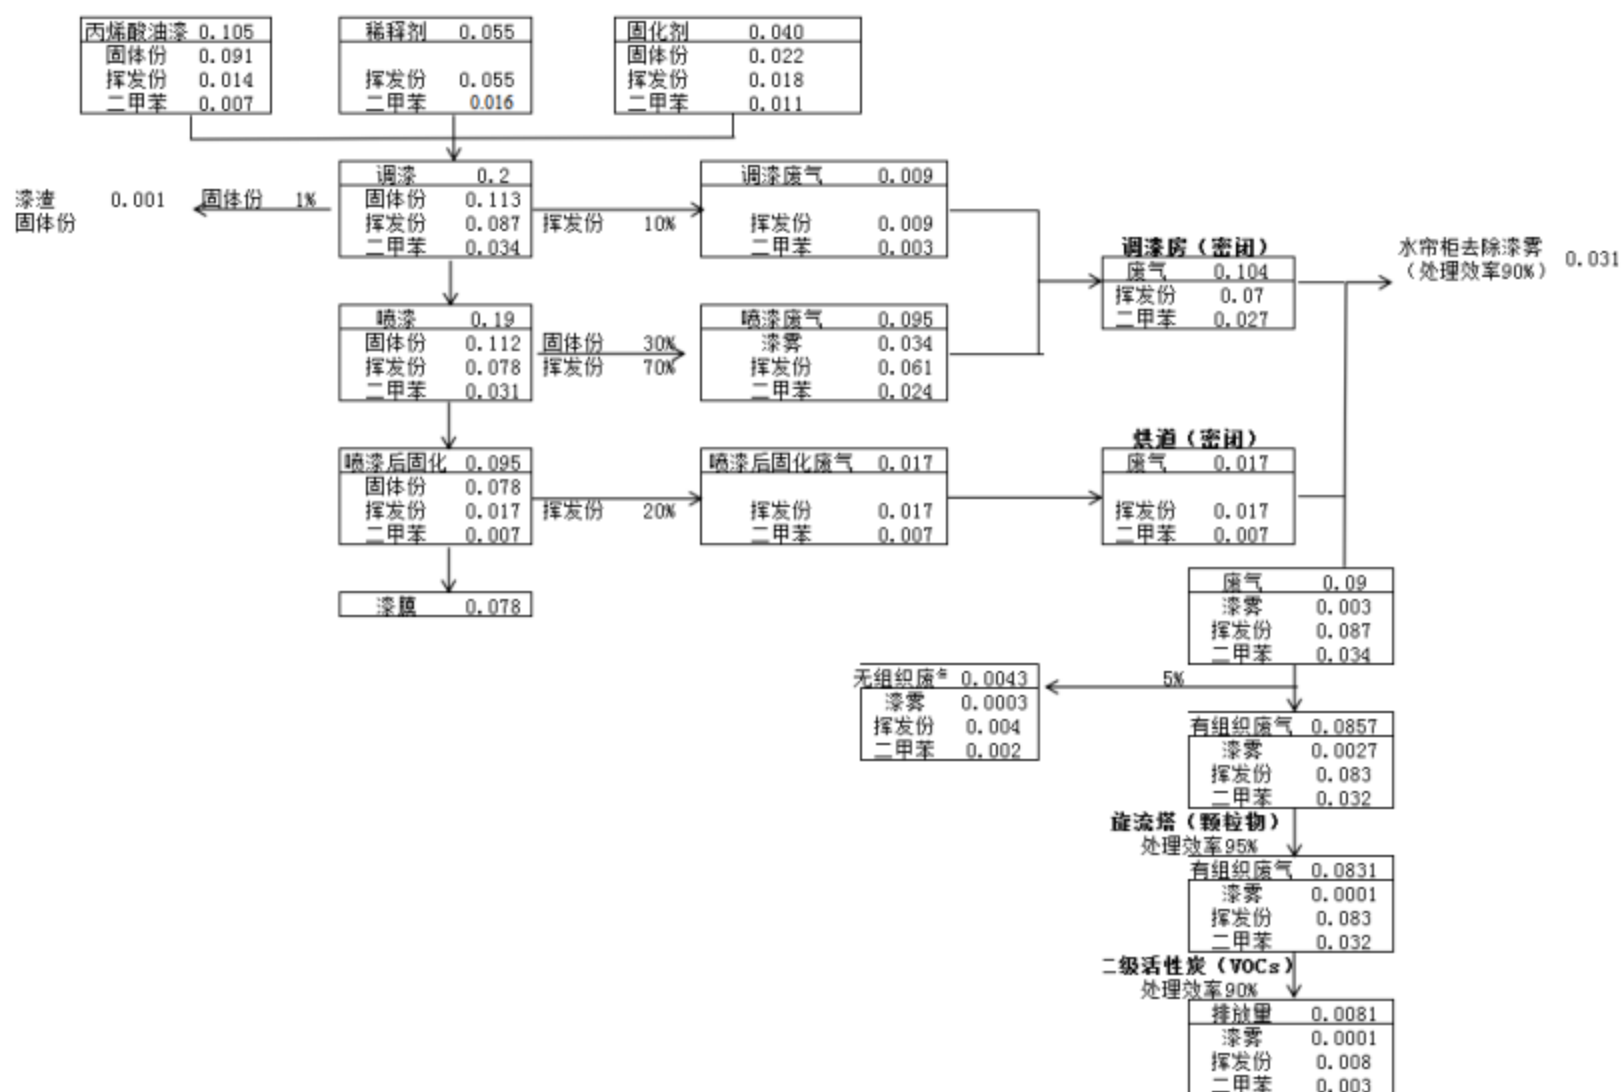 丙烯酸油漆 0.105
固体份 0.091
挥发份 0.014
二甲苯 0.007
稀释剂 0.055
挥发份 0.055
二甲苯 0.016
固化剂 0.040
固体份 0.022
挥发份 0.018
二甲苯 0.011
漆渣 0.001
固体份
固体份 1%
调漆 0.2
固体份 0.113
挥发份 0.087
二甲苯 0.034
挥发份 10%
调漆废气 0.009
挥发份 0.009
二甲苯 0.003
调漆房（密闭）
废气 0.104
挥发份 0.07
二甲苯 0.027
水帘柜去除漆雾 0.031
（处理效率90%）
喷漆 0.19
固体份 0.112
挥发份 0.078
二甲苯 0.031
固体份 30%
挥发份 70%
喷漆废气 0.095
漆雾 0.034
挥发份 0.061
二甲苯 0.024
喷漆后固化 0.095
固体份 0.078
挥发份 0.017
二甲苯 0.007
挥发份 20%
喷漆后固化废气 0.017
挥发份 0.017
二甲苯 0.007
烘道（密闭）
废气 0.017
挥发份 0.017
二甲苯 0.007
漆膜 0.078
废气 0.09
漆雾 0.003
挥发份 0.087
二甲苯 0.034
5%
无组织废 0.0043
漆雾 0.0003
挥发份 0.004
二甲苯 0.002
有组织废气 0.0857
漆雾 0.0027
挥发份 0.083
二甲苯 0.032
旋流塔（颗粒物）
处理效率95%
有组织废气 0.0831
漆雾 0.0001
挥发份 0.083
二甲苯 0.032
二级活性炭（VOCs）
处理效率90%
排放量 0.0081
漆雾 0.0001
挥发份 0.008
二甲苯 0.003